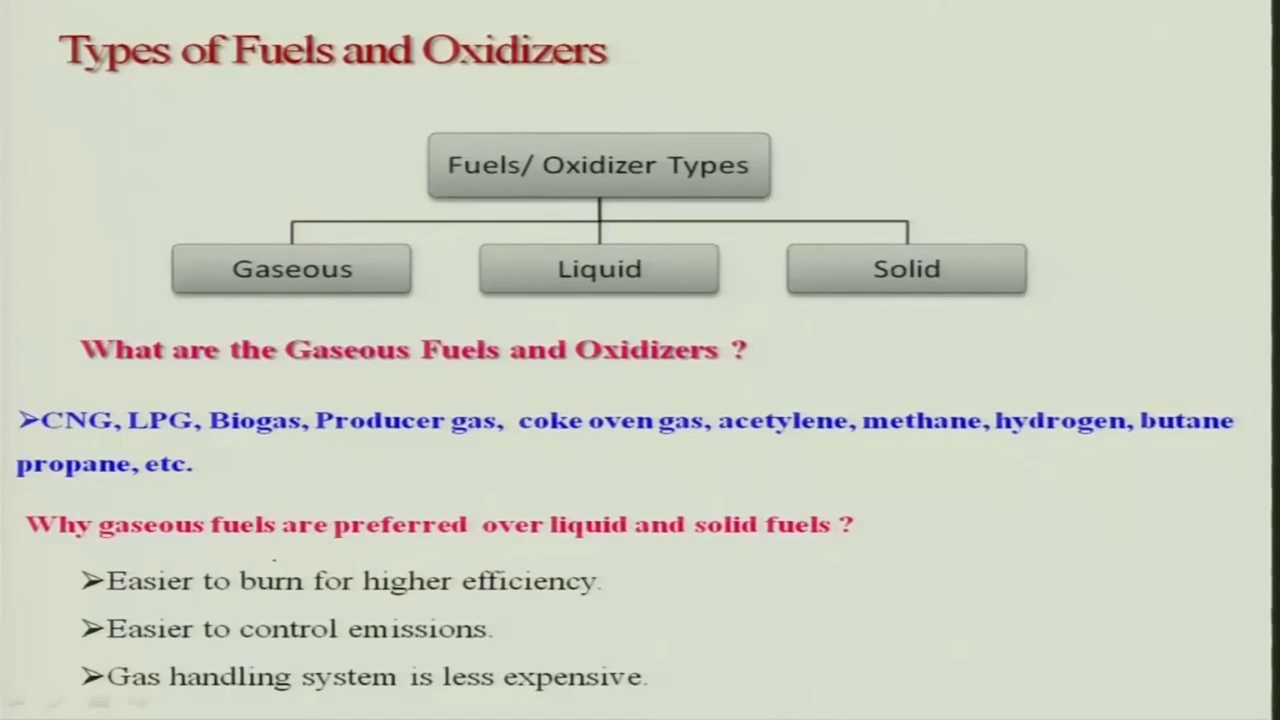 Types of Fuels and Oxidizers
Fuels/ Oxidizer Types
Gaseous
Liquid
Solid
What are the Gaseous Fuels and Oxidizers ?
➢CNG, LPG, Biogas, Producer gas, coke oven gas, acetylene, methane, hydrogen, butane
propane, etc.
Why gaseous fuels are preferred over liquid and solid fuels ?
➢Easier to burn for higher efficiency.
➢Easier to control emissions.
➢Gas handling system is less expensive.